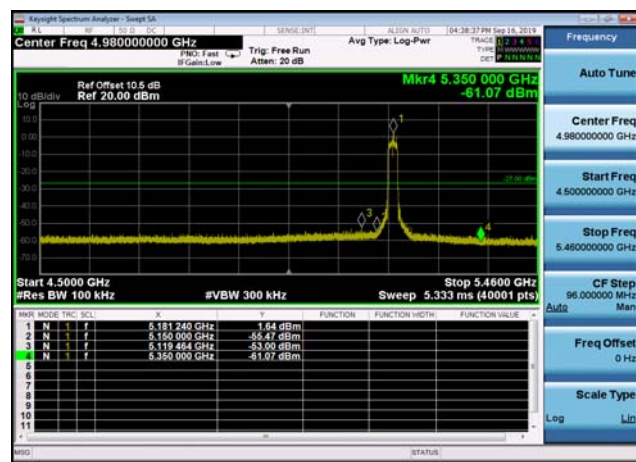 Keysight Spectrum Analyzer - Swept SA
RL RF 50 Ω DC SENSE:INT ALIGN AUTO 04:38:37 PM Sep 16, 2019
Center Freq 4.980000000 GHz
PNO: Fast
IFGain:Low
Trig: Free Run
Atten: 20 dB
Avg Type: Log-Pwr
TRACE 1 2 3 4 5 6
TYPE
DET P N N N N N
Ref Offset 10.5 dB
10 dB/div Ref 20.00 dBm
Log
Mkr4 5.350 000 GHz
-61.07 dBm
10.0
0.00
-10.0
-20.0
-27.00 dBm
-30.0
-40.0
-50.0
-60.0
-70.0
1
2
3
4
Start 4.5000 GHz Stop 5.4600 GHz
#Res BW 100 kHz #VBW 300 kHz Sweep 5.333 ms (40001 pts)
MKR MODE TRC SCL X Y FUNCTION FUNCTION WIDTH FUNCTION VALUE
1 N 1 f 5.181 240 GHz 1.64 dBm
2 N 1 f 5.150 000 GHz -55.47 dBm
3 N 1 f 5.119 464 GHz -53.00 dBm
4 N 1 f 5.350 000 GHz -61.07 dBm
5
6
7
8
9
10
11
MSG STATUS
Frequency
Auto Tune
Center Freq
4.980000000 GHz
Start Freq
4.500000000 GHz
Stop Freq
5.460000000 GHz
CF Step
96.000000 MHz
Auto Man
Freq Offset
0 Hz
Scale Type
Log Lin